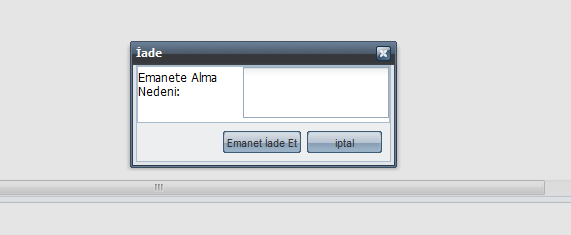 İade
Emanete Alma
Nedeni:
Emanet İade Et
iptal